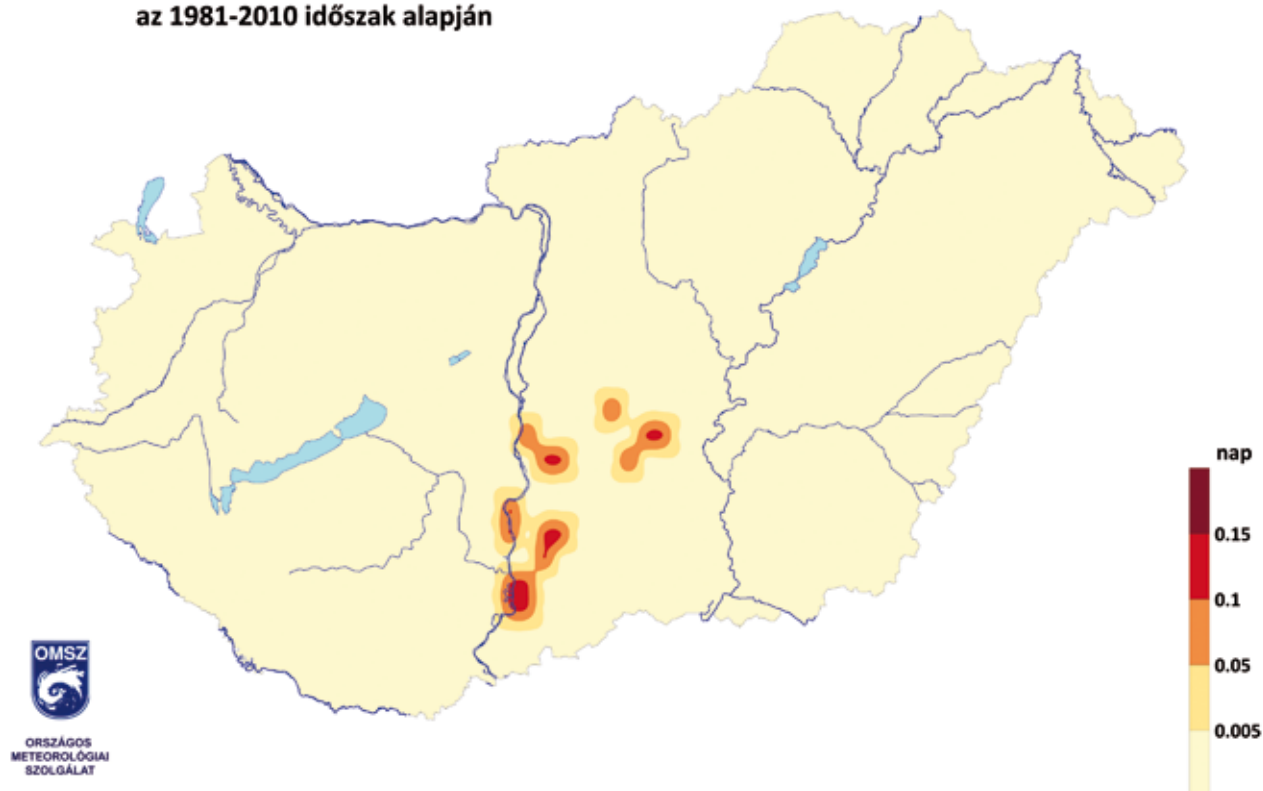 az 1981-2010 időszak alapján
nap
0.15
0.1
0.05
0.005
OMSZ
ORSZÁGOS
METEOROLÓGIAI
SZOLGÁLAT